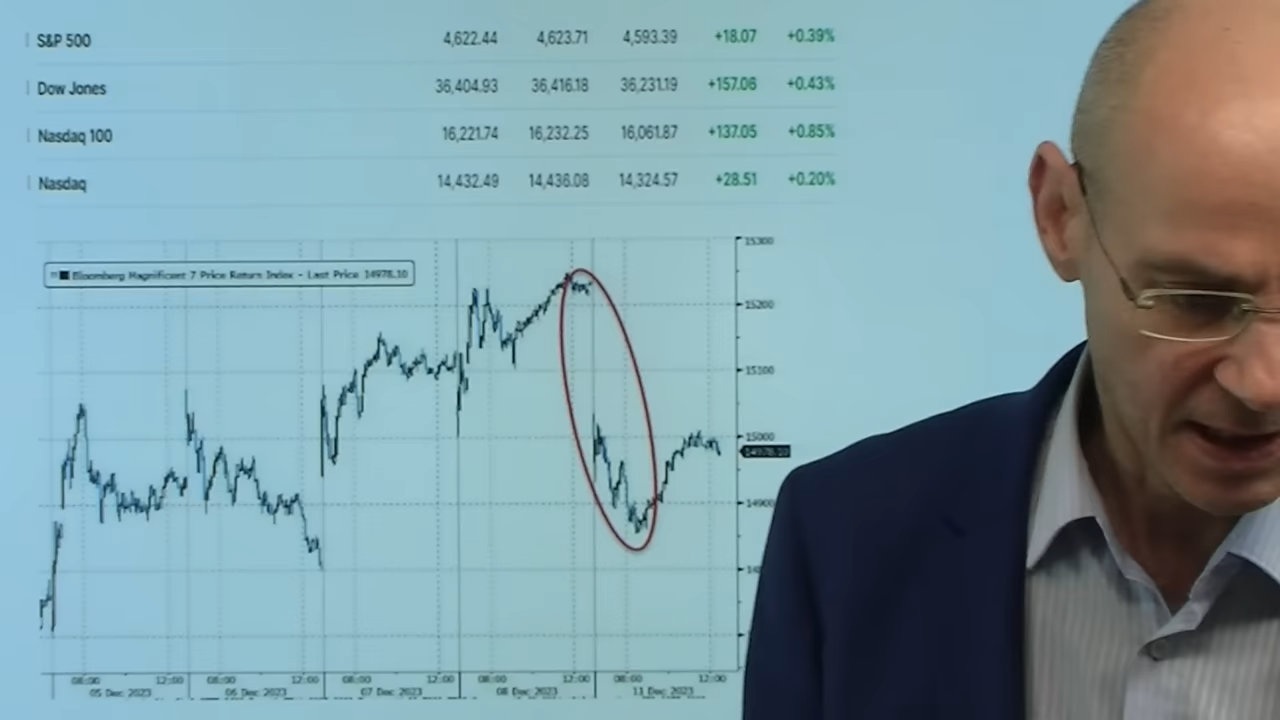 S&P 500 4,622.44 4,623.71 4,593.39 +18.07 +0.39%
Dow Jones 36,404.93 36,416.18 36,231.19 +157.06 +0.43%
Nasdaq 100 16,221.74 16,232.25 16,061.87 +137.05 +0.85%
Nasdaq 14,432.49 14,436.08 14,324.57 +28.51 +0.20%
Bloomberg Magnificent 7 Price Return Index - Last Price 14978.10
15300
15200
15100
15000
14978.10
14900
08:00 12:00 08:00 12:00 08:00 12:00 08:00 12:00 08:00 12:00
05 Dec 2023 06 Dec 2023 07 Dec 2023 08 Dec 2023 11 Dec 2023